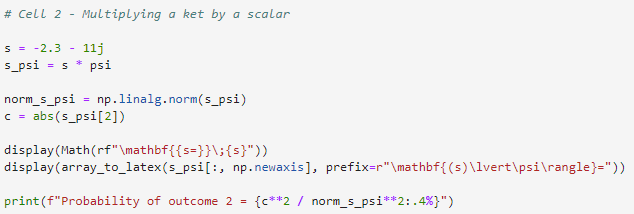 # Cell 2 - Multiplying a ket by a scalar
s = -2.3 - 11j
s_psi = s * psi
norm_s_psi = np.linalg.norm(s_psi)
c = abs(s_psi[2])
display(Math(rf"\mathbf{{s=}}\;{s}"))
display(array_to_latex(s_psi[:, np.newaxis], prefix=r"\mathbf{(s)\lvert\psi\rangle}="))
print(f"Probability of outcome 2 = {c**2 / norm_s_psi**2:.4%}")